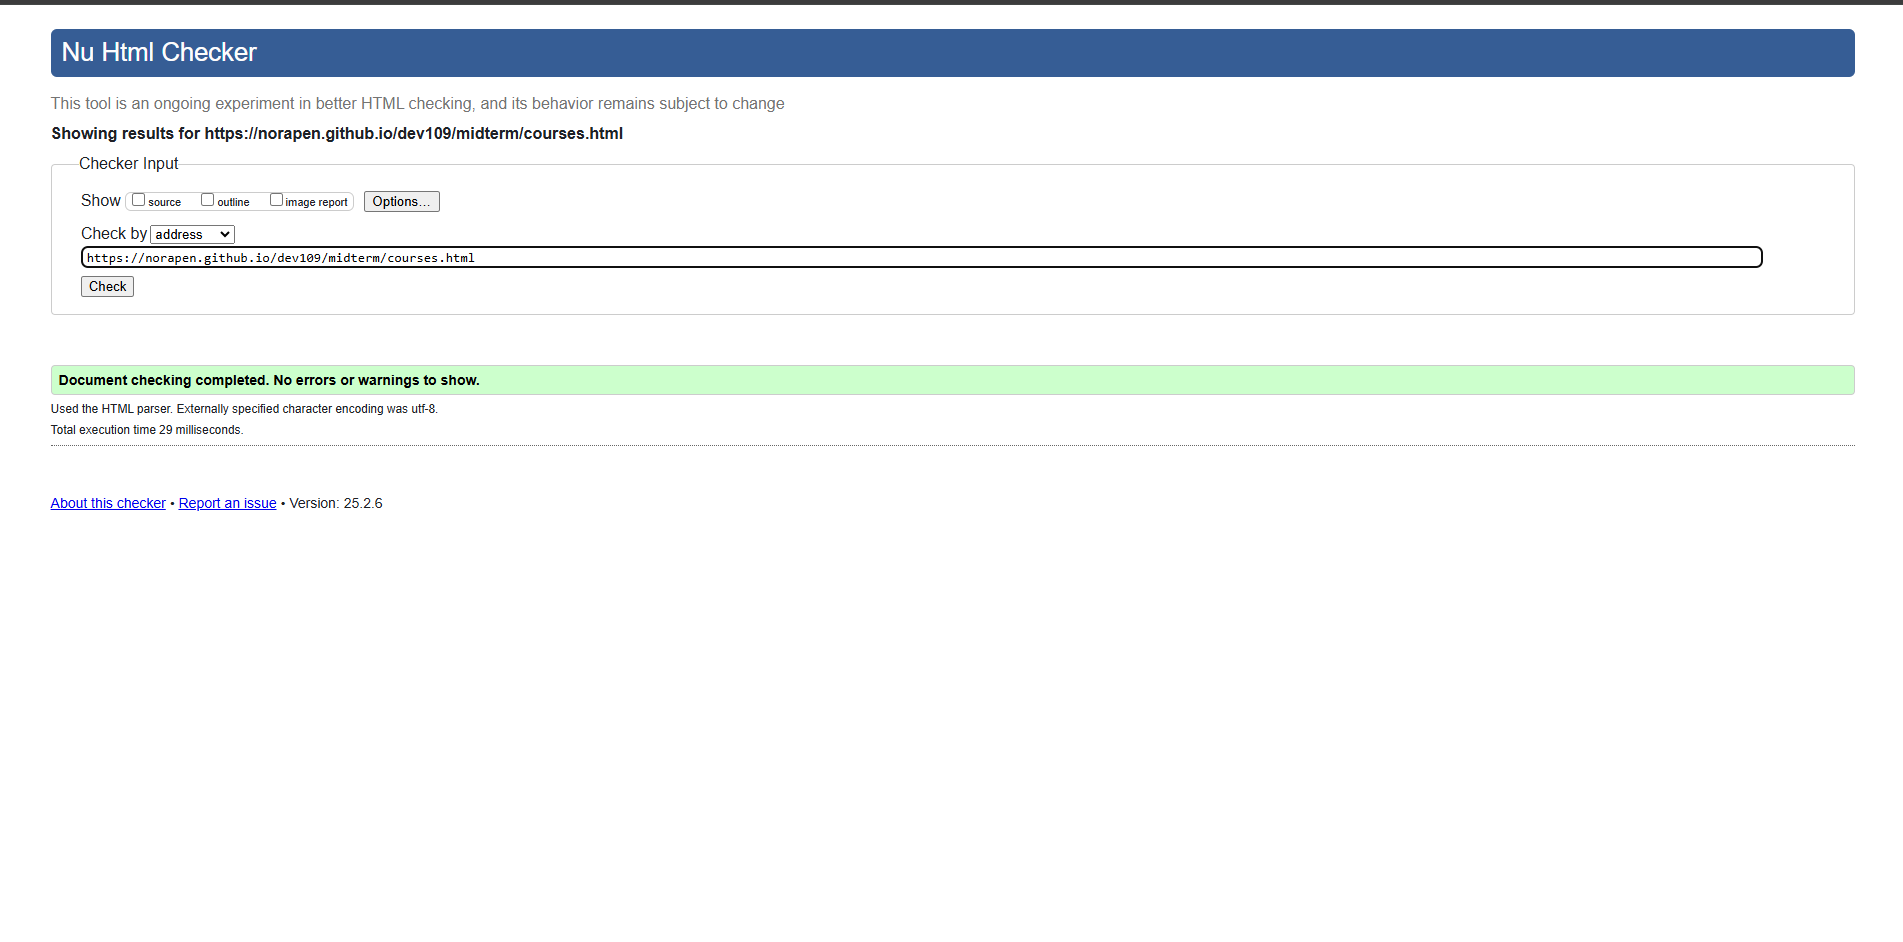 Nu Html Checker
This tool is an ongoing experiment in better HTML checking, and its behavior remains subject to change
Showing results for https://norapen.github.io/dev109/midterm/courses.html
Checker Input
Show source outline image report Options...
Check by address
https://norapen.github.io/dev109/midterm/courses.html
Check
Document checking completed. No errors or warnings to show.
Used the HTML parser. Externally specified character encoding was utf-8.
Total execution time 29 milliseconds.
About this checker • Report an issue • Version: 25.2.6